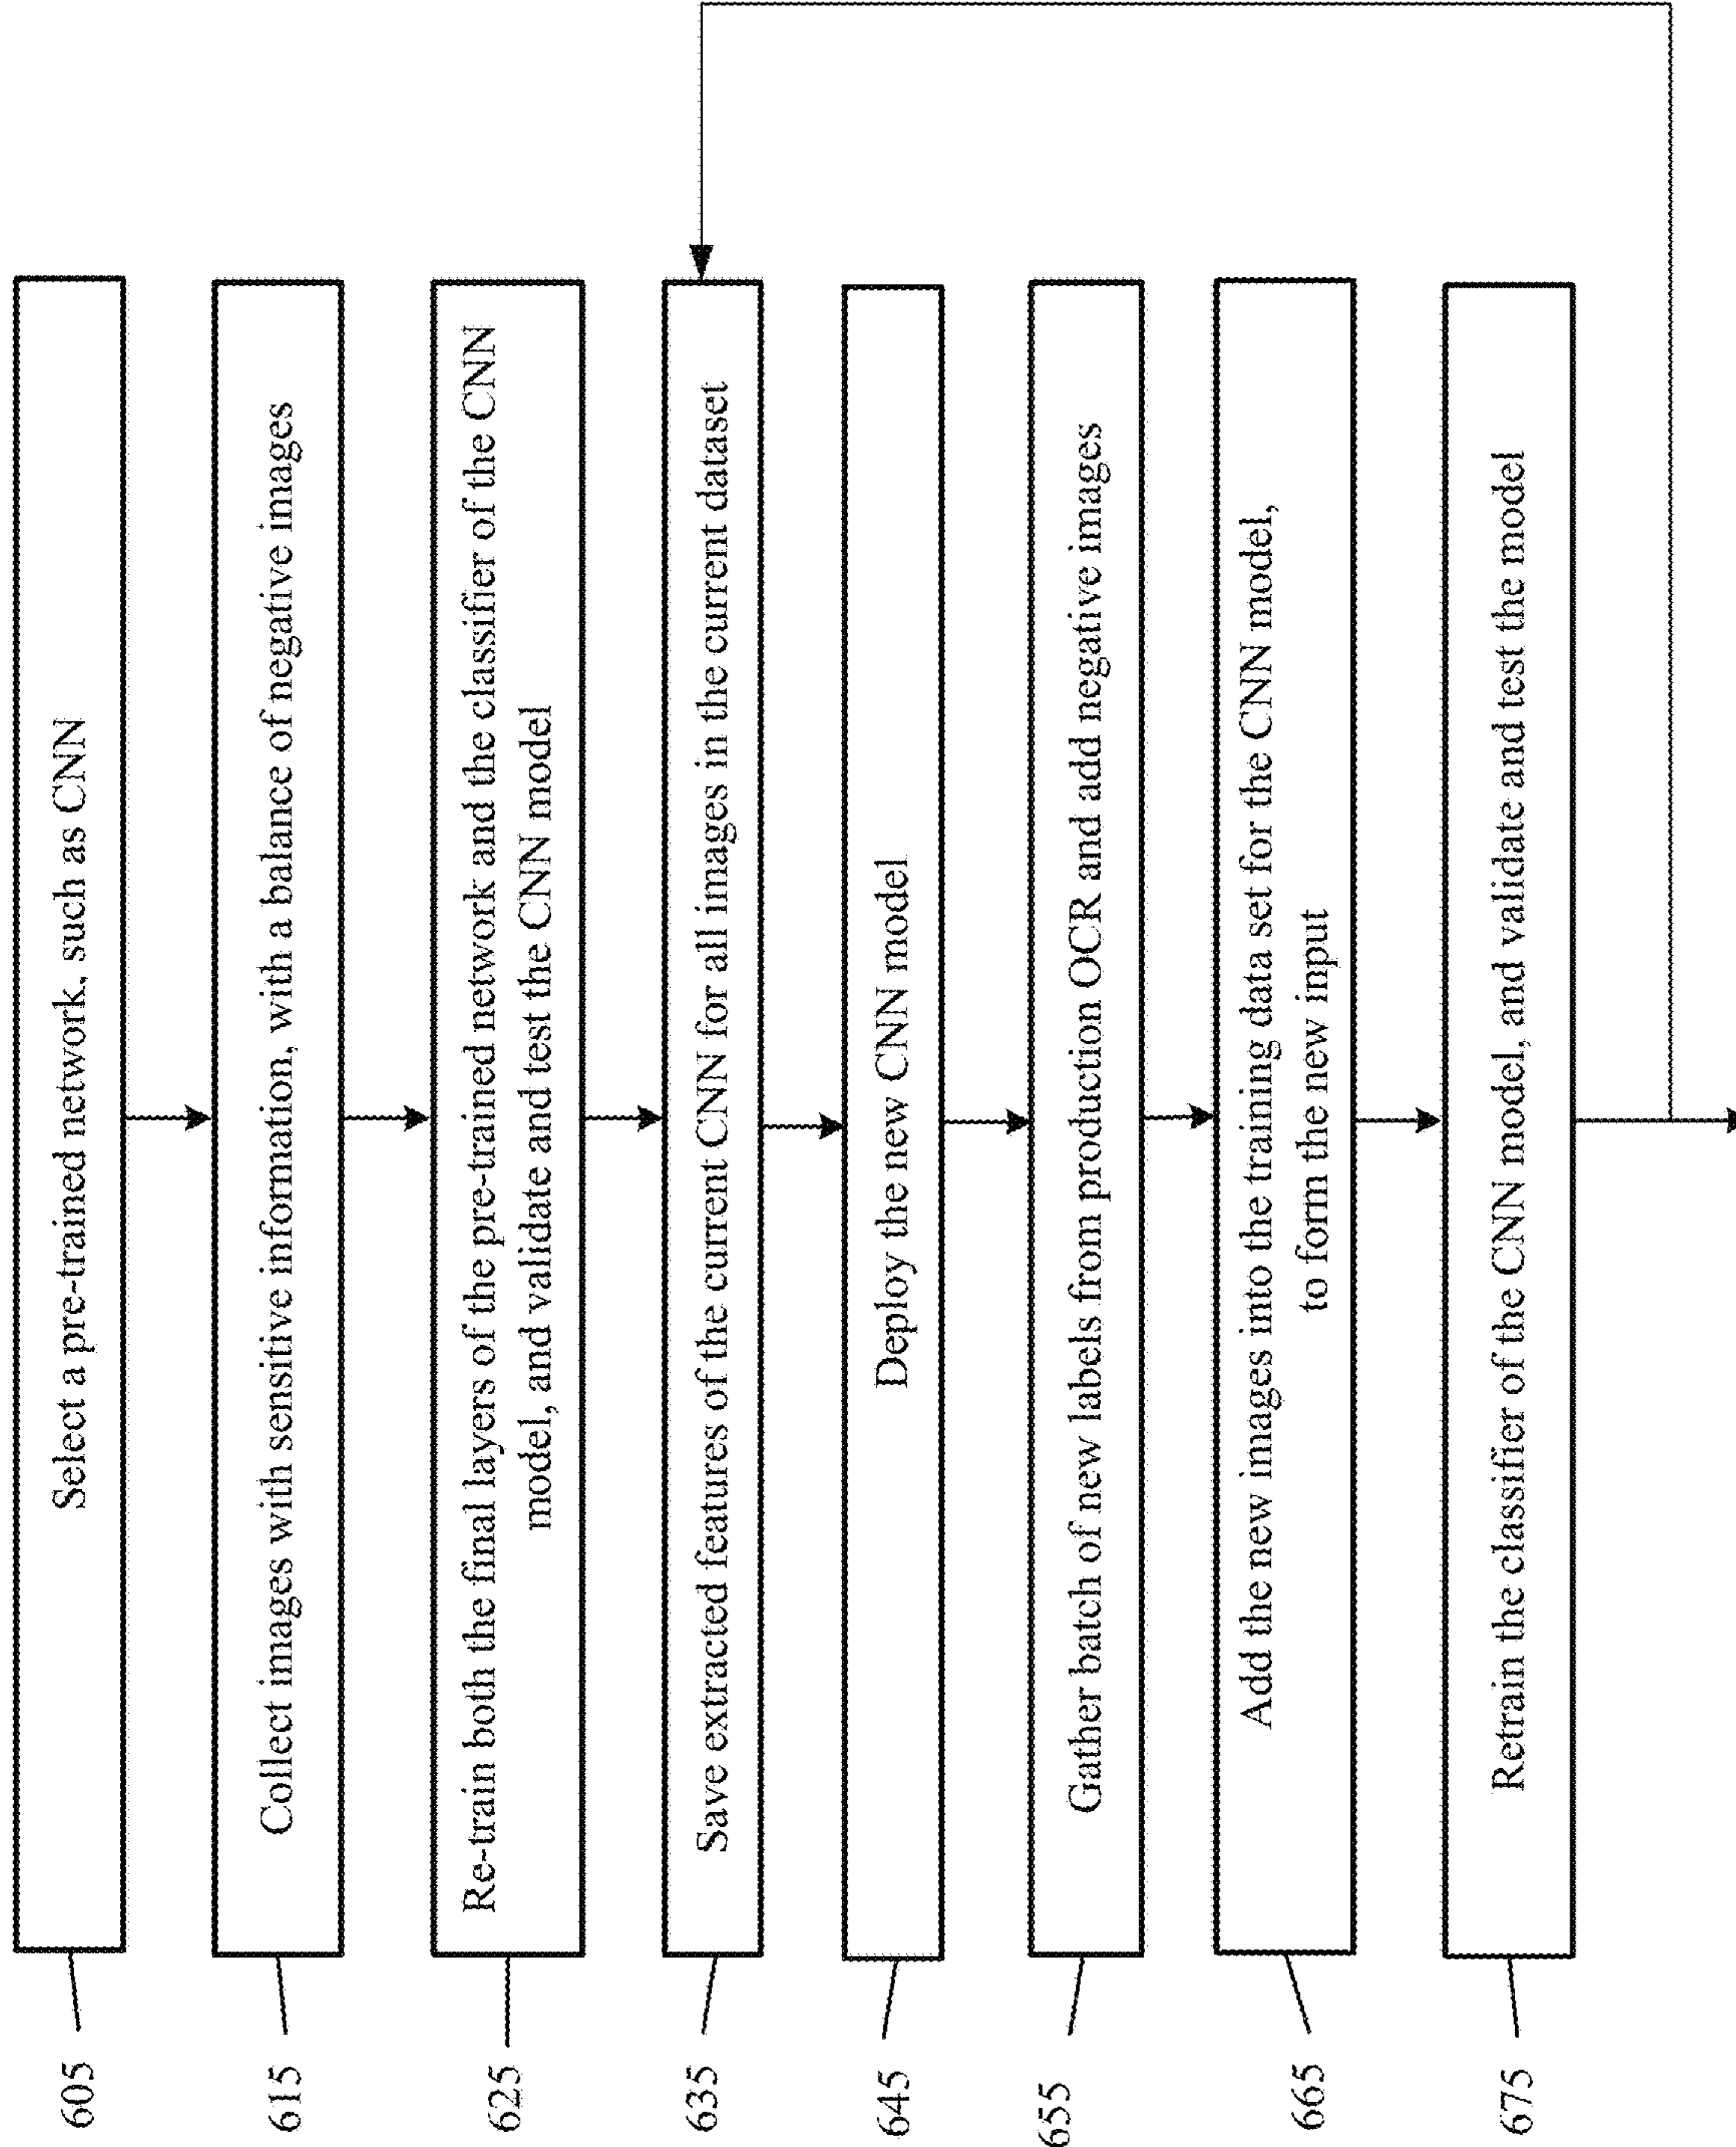 605
Select a pre-trained network, such as CNN
615
Collect images with sensitive information, with a balance of negative images
625
Re-train both the final layers of the pre-trained network and the classifier of the CNN
model, and validate and test the CNN model
635
Save extracted features of the current CNN for all images in the current dataset
645
Deploy the new CNN model
655
Gather batch of new labels from production OCR and add negative images
665
Add the new images into the training data set for the CNN model,
to form the new input
675
Retrain the classifier of the CNN model, and validate and test the model